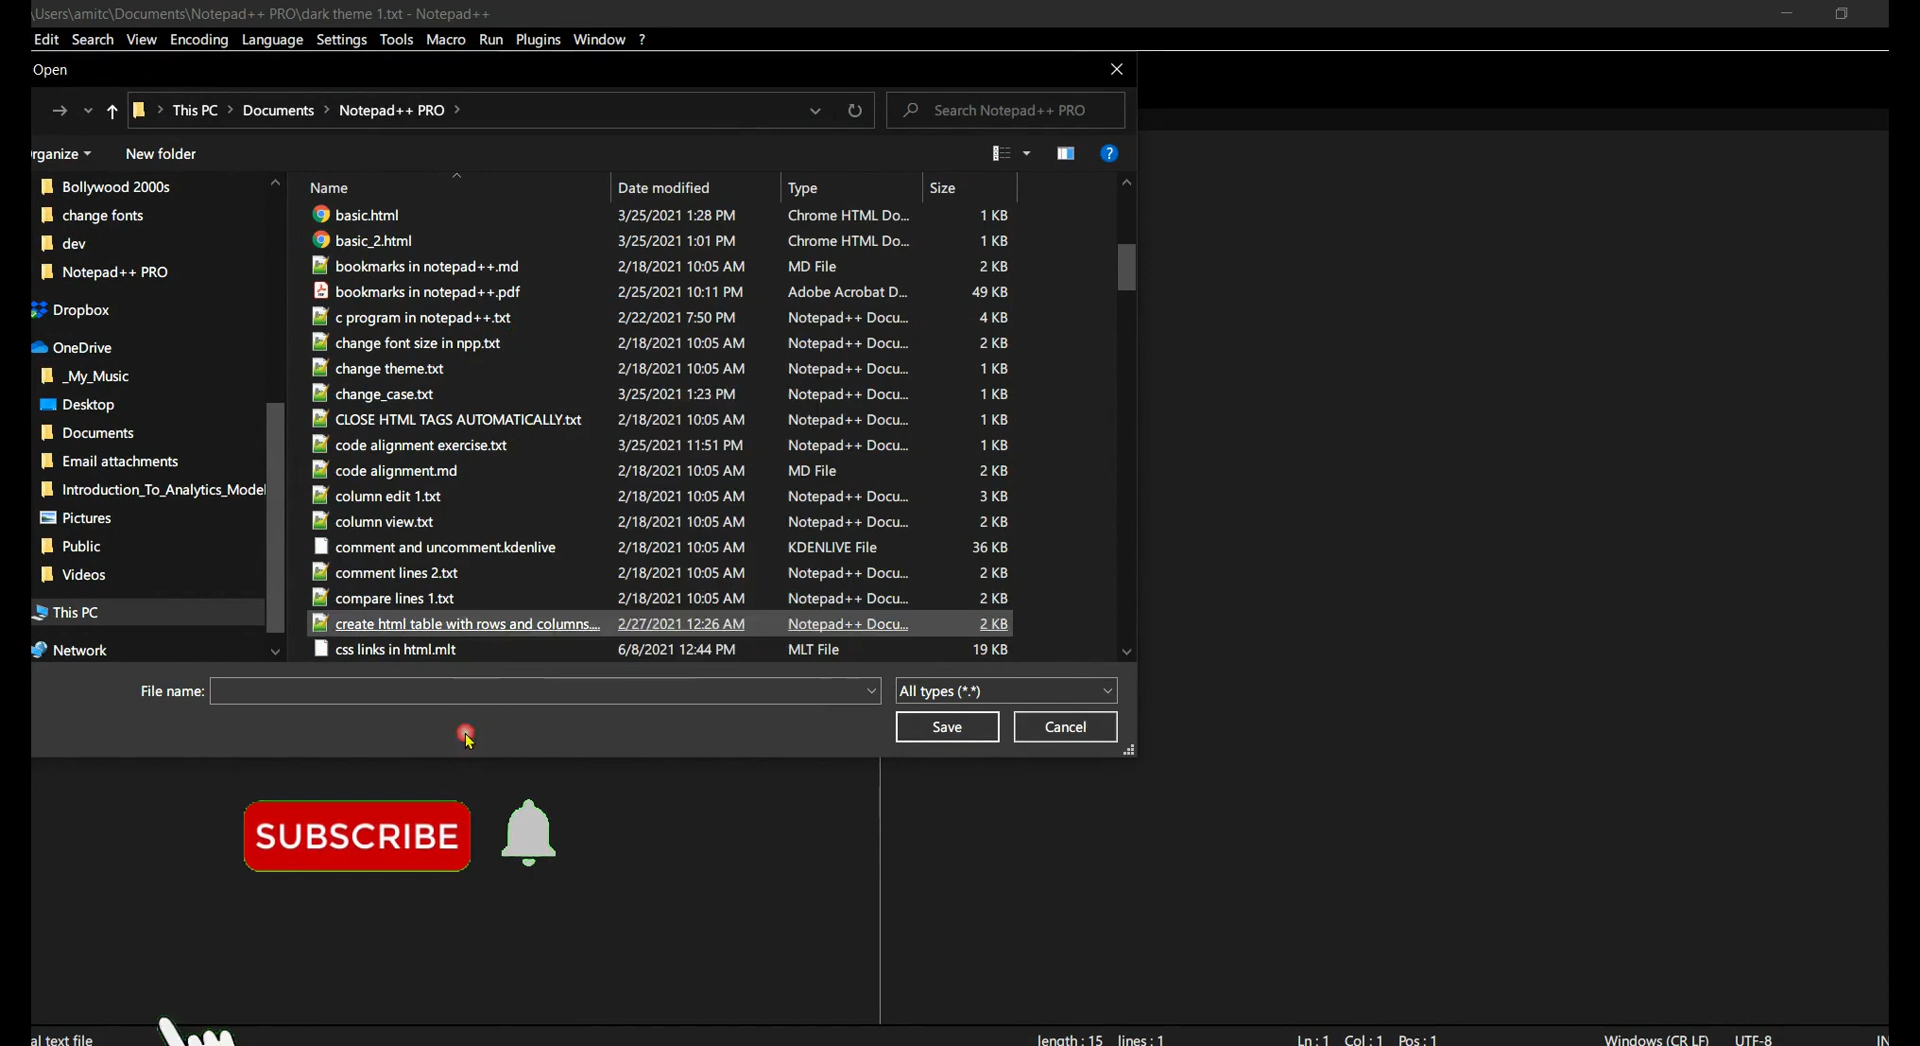 \Users\amitc\Documents\Notepad++ PRO\dark theme 1.txt - Notepad++
Edit Search View Encoding Language Settings Tools Macro Run Plugins Window ?
Open
This PC > Documents > Notepad++ PRO >
Search Notepad++ PRO
rganize
New folder
?
Bollywood 2000s
change fonts
dev
Notepad++ PRO
Dropbox
OneDrive
_My_Music
Desktop
Documents
Email attachments
Introduction_To_Analytics_Model
Pictures
Public
Videos
This PC
Network
Name Date modified Type Size
basic.html 3/25/2021 1:28 PM Chrome HTML Do... 1 KB
basic_2.html 3/25/2021 1:01 PM Chrome HTML Do... 1 KB
bookmarks in notepad++.md 2/18/2021 10:05 AM MD File 2 KB
bookmarks in notepad++.pdf 2/25/2021 10:11 PM Adobe Acrobat D... 49 KB
c program in notepad++.txt 2/22/2021 7:50 PM Notepad++ Docu... 4 KB
change font size in npp.txt 2/18/2021 10:05 AM Notepad++ Docu... 2 KB
change theme.txt 2/18/2021 10:05 AM Notepad++ Docu... 1 KB
change_case.txt 3/25/2021 1:23 PM Notepad++ Docu... 1 KB
CLOSE HTML TAGS AUTOMATICALLY.txt 2/18/2021 10:05 AM Notepad++ Docu... 1 KB
code alignment exercise.txt 3/25/2021 11:51 PM Notepad++ Docu... 1 KB
code alignment.md 2/18/2021 10:05 AM MD File 2 KB
column edit 1.txt 2/18/2021 10:05 AM Notepad++ Docu... 3 KB
column view.txt 2/18/2021 10:05 AM Notepad++ Docu... 2 KB
comment and uncomment.kdenlive 2/18/2021 10:05 AM KDENLIVE File 36 KB
comment lines 2.txt 2/18/2021 10:05 AM Notepad++ Docu... 2 KB
compare lines 1.txt 2/18/2021 10:05 AM Notepad++ Docu... 2 KB
create html table with rows and columns.... 2/27/2021 12:26 AM Notepad++ Docu... 2 KB
css links in html.mlt 6/8/2021 12:44 PM MLT File 19 KB
File name:
All types (*.*)
Save Cancel
SUBSCRIBE
al text file length : 15 lines : 1 Ln : 1 Col : 1 Pos : 1 Windows (CR LF) UTF-8 IN